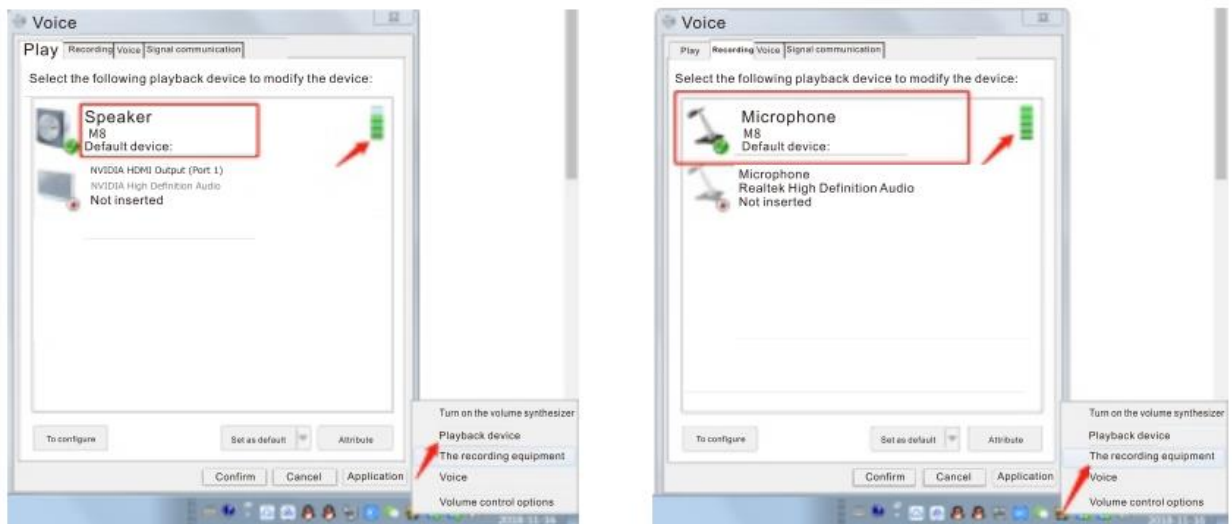 Voice
Play Recording Voice Signal communication
Select the following playback device to modify the device:
Speaker
M8
Default device:
NVIDIA HDMI Output (Port 1)
NVIDIA High Definition Audio
Not inserted
Turn on the volume synthesizer
To configure Set as default Attribute
Playback device
The recording equipment
Confirm Cancel Application
Voice
Volume control options
Voice
Play Recording Voice Signal communication
Select the following playback device to modify the device:
Microphone
M8
Default device:
Microphone
Realtek High Definition Audio
Not inserted
Turn on the volume synthesizer
To configure Set as default Attribute
Playback device
The recording equipment
Confirm Cancel Application
Voice
Volume control options